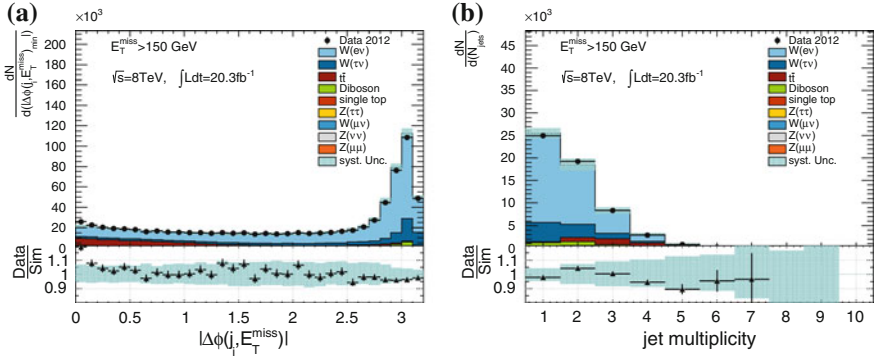 (a)
×10³
dN
d(|Δϕ(j,E_T^miss)_min|)
200
180
160
140
120
100
80
60
40
20
0
E_T^miss>150 GeV
√s=8TeV, ∫Ldt=20.3fb⁻¹
Data 2012
W(eν)
W(τν)
tt̄
Diboson
single top
Z(ττ)
W(μν)
Z(νν)
Z(μμ)
syst. Unc.
Data
Sim
1.1
1
0.9
0 0.5 1 1.5 2 2.5 3
|Δϕ(j_i,E_T^miss)|
(b)
×10³
dN
d(N_jets)
45
40
35
30
25
20
15
10
5
0
E_T^miss>150 GeV
√s=8TeV, ∫Ldt=20.3fb⁻¹
Data 2012
W(eν)
W(τν)
tt̄
Diboson
single top
Z(ττ)
W(μν)
Z(νν)
Z(μμ)
syst. Unc.
Data
Sim
1.1
1
0.9
1 2 3 4 5 6 7 8 9 10
jet multiplicity